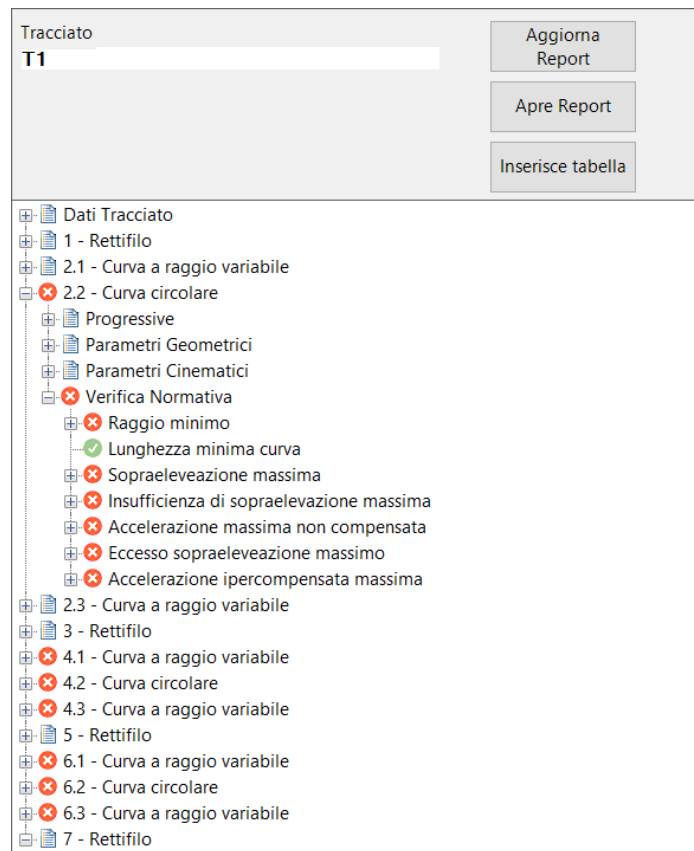 Tracciato
T1
Aggiorna
Report
Apre Report
Inserisce tabella
Dati Tracciato
1 - Rettifilo
2.1 - Curva a raggio variabile
2.2 - Curva circolare
Progressive
Parametri Geometrici
Parametri Cinematici
Verifica Normativa
Raggio minimo
Lunghezza minima curva
Sopraeleveazione massima
Insufficienza di sopraelevazione massima
Accelerazione massima non compensata
Eccesso sopraeleveazione massimo
Accelerazione ipercompensata massima
2.3 - Curva a raggio variabile
3 - Rettifilo
4.1 - Curva a raggio variabile
4.2 - Curva circolare
4.3 - Curva a raggio variabile
5 - Rettifilo
6.1 - Curva a raggio variabile
6.2 - Curva circolare
6.3 - Curva a raggio variabile
7 - Rettifilo